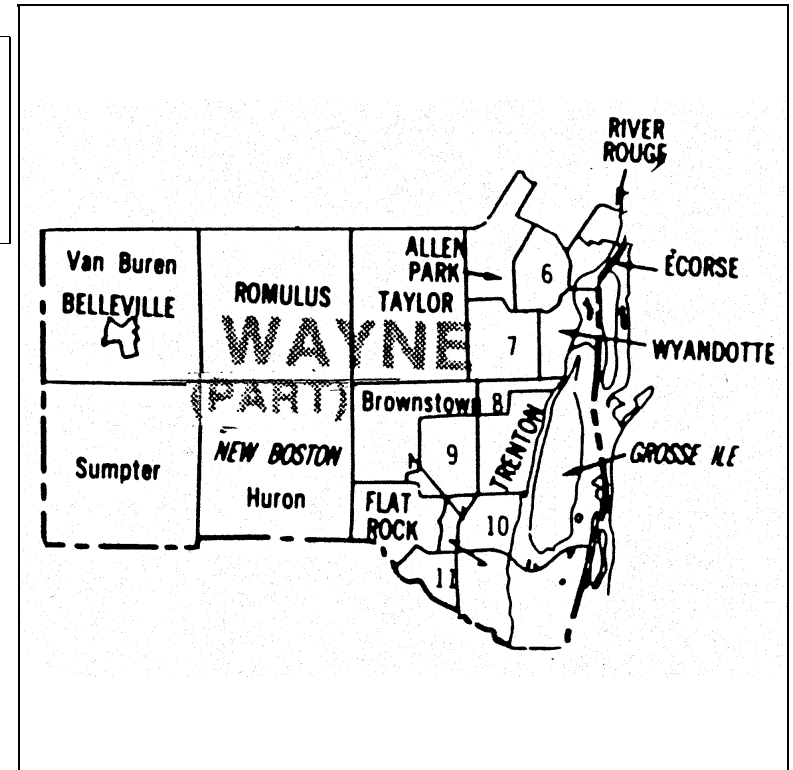 RIVER
ROUGE
Van Buren
BELLEVILLE
ROMULUS
ALLEN
PARK
TAYLOR
6
ECORSE
WAYNE
(PART)
7
WYANDOTTE
Brownstown
8
TRENTON
Sumpter
NEW BOSTON
Huron
9
GROSSE ILE
FLAT
ROCK
10
11